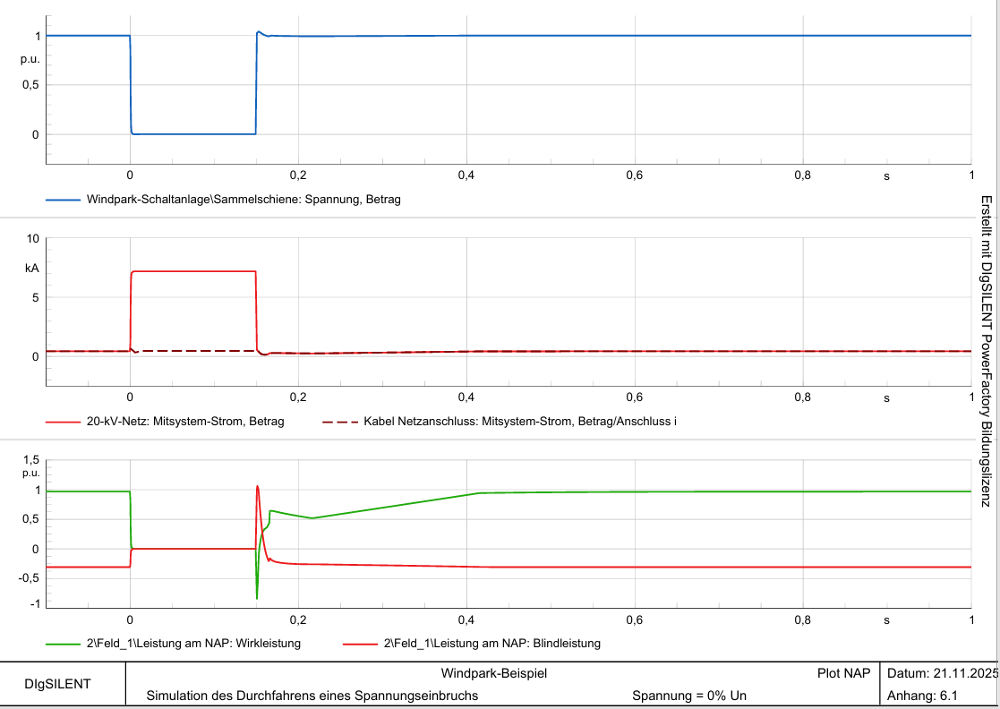 1
p.u.
0,5
0
0 0,2 0,4 0,6 0,8 s 1
Windpark-Schaltanlage\Sammelschiene: Spannung, Betrag
10
kA
5
0
0 0,2 0,4 0,6 0,8 s 1
20-kV-Netz: Mitsystem-Strom, Betrag Kabel Netzanschluss: Mitsystem-Strom, Betrag/Anschluss i
1,5
p.u.
1
0,5
0
-0,5
-1
0 0,2 0,4 0,6 0,8 s 1
2\Feld_1\Leistung am NAP: Wirkleistung 2\Feld_1\Leistung am NAP: Blindleistung
Erstellt mit DIgSILENT PowerFactory Bildungslizenz
DIgSILENT
Windpark-Beispiel Plot NAP
Simulation des Durchfahrens eines Spannungseinbruchs Spannung = 0% Un
Datum: 21.11.2025
Anhang: 6.1